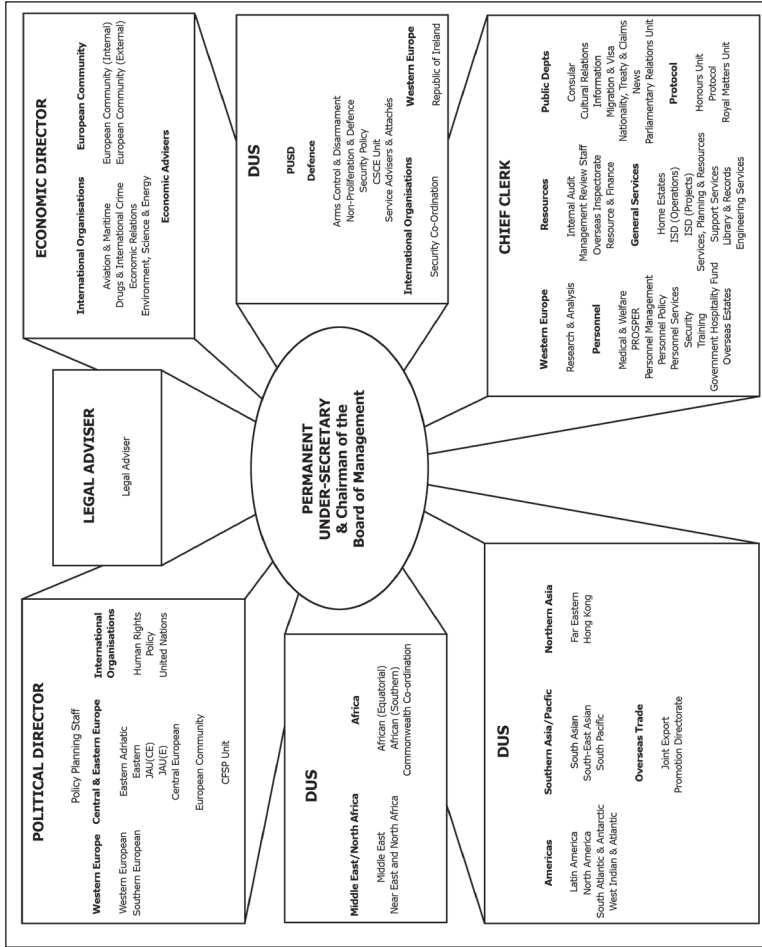 POLITICAL DIRECTOR
Policy Planning Staff
Western Europe
Western European
Southern European
Central & Eastern Europe
Eastern Adriatic
Eastern
JAU(CE)
JAU(E)
Central European
European Community
CFSP Unit
International
Organisations
Human Rights
Policy
United Nations
LEGAL ADVISER
Legal Adviser
ECONOMIC DIRECTOR
International Organisations
Aviation & Maritime
Drugs & International Crime
Economic Relations
Environment, Science & Energy
European Community
European Community (Internal)
European Community (External)
Economic Advisers
DUS
Middle East/North Africa
Middle East
Near East and North Africa
Africa
African (Equatorial)
African (Southern)
Commonwealth Co-ordination
PERMANENT
UNDER-SECRETARY
& Chairman of the
Board of Management
DUS
PUSD
Defence
Arms Control & Disarmament
Non-Proliferation & Defence
Security Policy
CSCE Unit
Service Advisers & Attachés
International Organisations
Security Co-Ordination
Western Europe
Republic of Ireland
DUS
Americas
Latin America
North America
South Atlantic & Antarctic
West Indian & Atlantic
Southern Asia/Pacfic
South Asian
South-East Asian
South Pacific
Northern Asia
Far Eastern
Hong Kong
Overseas Trade
Joint Export
Promotion Directorate
CHIEF CLERK
Western Europe
Research & Analysis
Personnel
Medical & Welfare
PROSPER
Personnel Management
Personnel Policy
Personnel Services
Security
Training
Government Hospitality Fund
Overseas Estates
Resources
Internal Audit
Management Review Staff
Overseas Inspectorate
Resource & Finance
General Services
Home Estates
ISD (Operations)
ISD (Projects)
Services, Planning & Resources
Support Services
Library & Records
Engineering Services
Public Depts
Consular
Cultural Relations
Information
Migration & Visa
Nationality, Treaty & Claims
News
Parliamentary Relations Unit
Protocol
Honours Unit
Protocol
Royal Matters Unit